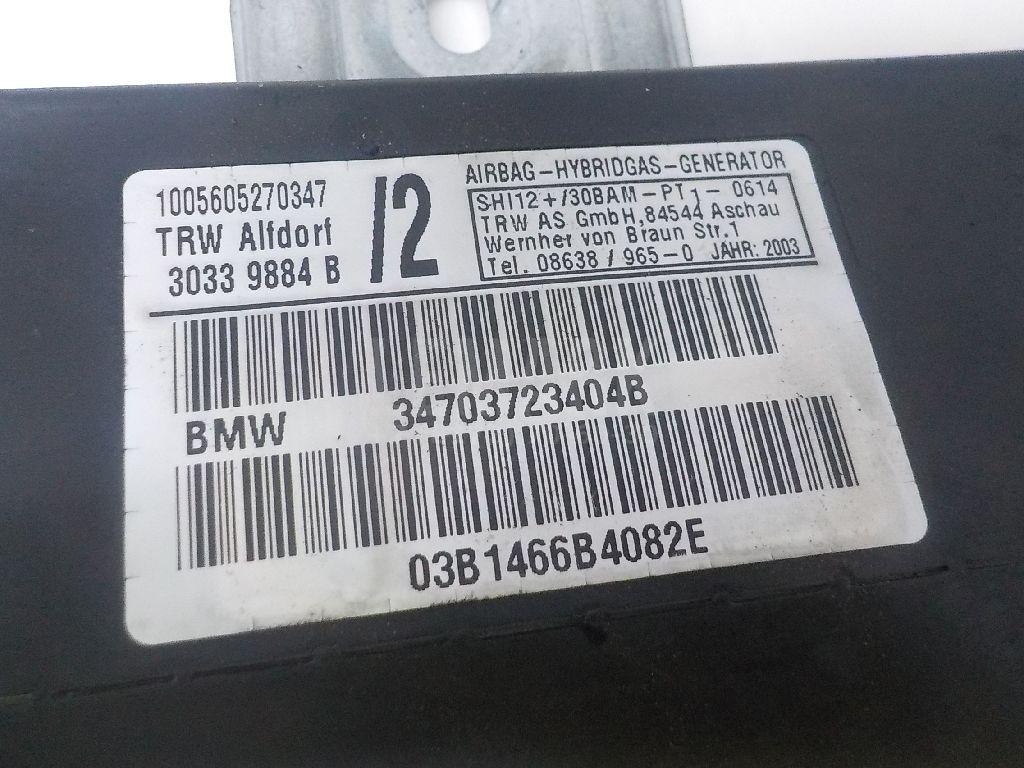 1005605270347
TRW Alfdorf
3033 9884 B
/2
AIRBAG-HYBRIDGAS-GENERATOR
SHI12+/30BAM-PT1- 0614
TRW AS GmbH,84544 Aschau
Wernher von Braun Str.1
Tel. 08638 / 965-0 JAHR: 2003
BMW 34703723404B
03B1466B4082E